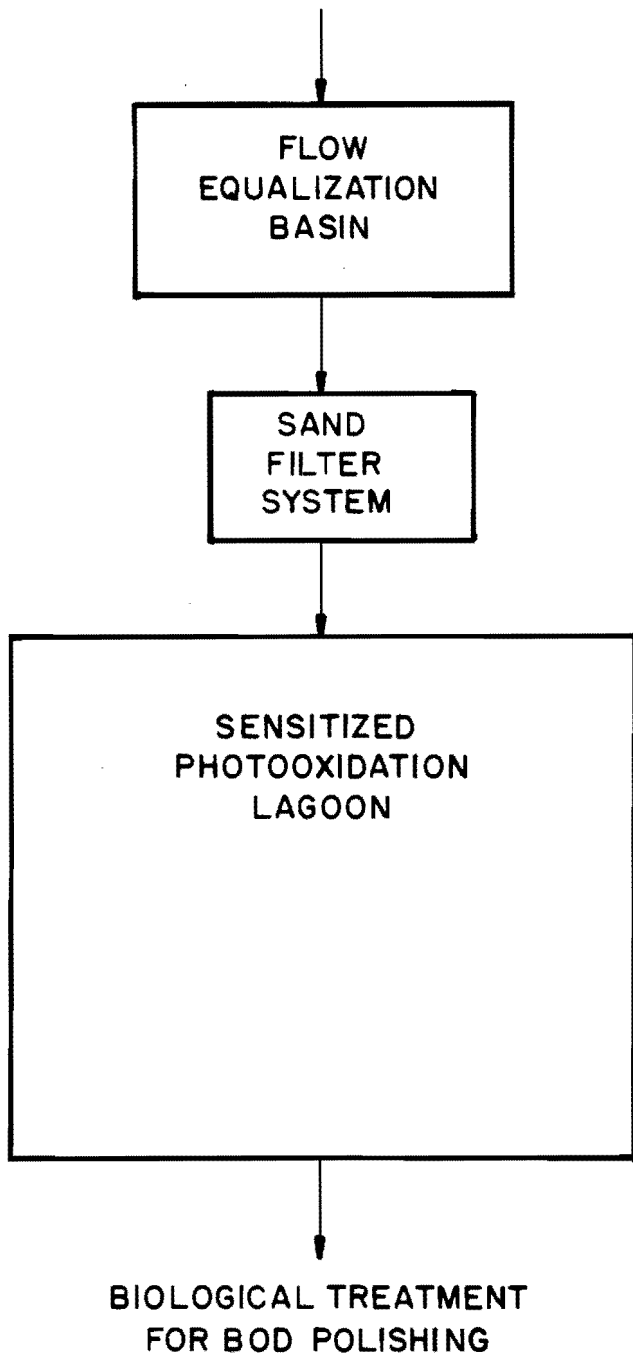 FLOW
EQUALIZATION
BASIN
SAND
FILTER
SYSTEM
SENSITIZED
PHOTOOXIDATION
LAGOON
BIOLOGICAL TREATMENT
FOR BOD POLISHING